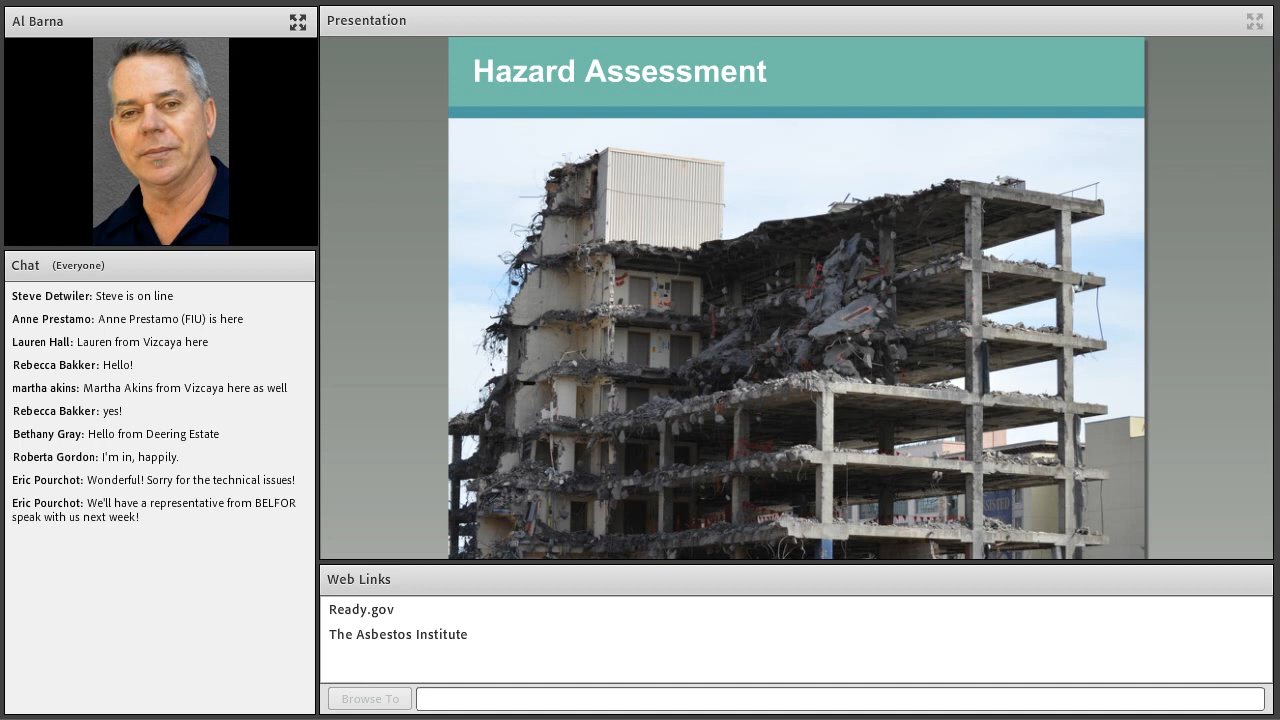 Al Barna
Presentation
Hazard Assessment
Chat (Everyone)
Steve Detwiler: Steve is on line
Anne Prestamo: Anne Prestamo (FIU) is here
Lauren Hall: Lauren from Vizcaya here
Rebecca Bakker: Hello!
martha akins: Martha Akins from Vizcaya here as well
Rebecca Bakker: yes!
Bethany Gray: Hello from Deering Estate
Roberta Gordon: I'm in, happily.
Eric Pourchot: Wonderful! Sorry for the technical issues!
Eric Pourchot: We'll have a representative from BELFOR
speak with us next week!
Web Links
Ready.gov
The Asbestos Institute
Browse To